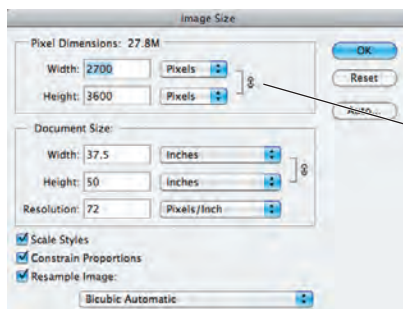 Image Size
Pixel Dimensions: 27.8M
Width: 2700 Pixels
Height: 3600 Pixels
OK
Reset
Auto...
Document Size:
Width: 37.5 Inches
Height: 50 Inches
Resolution: 72 Pixels/Inch
Scale Styles
Constrain Proportions
Resample Image:
Bicubic Automatic